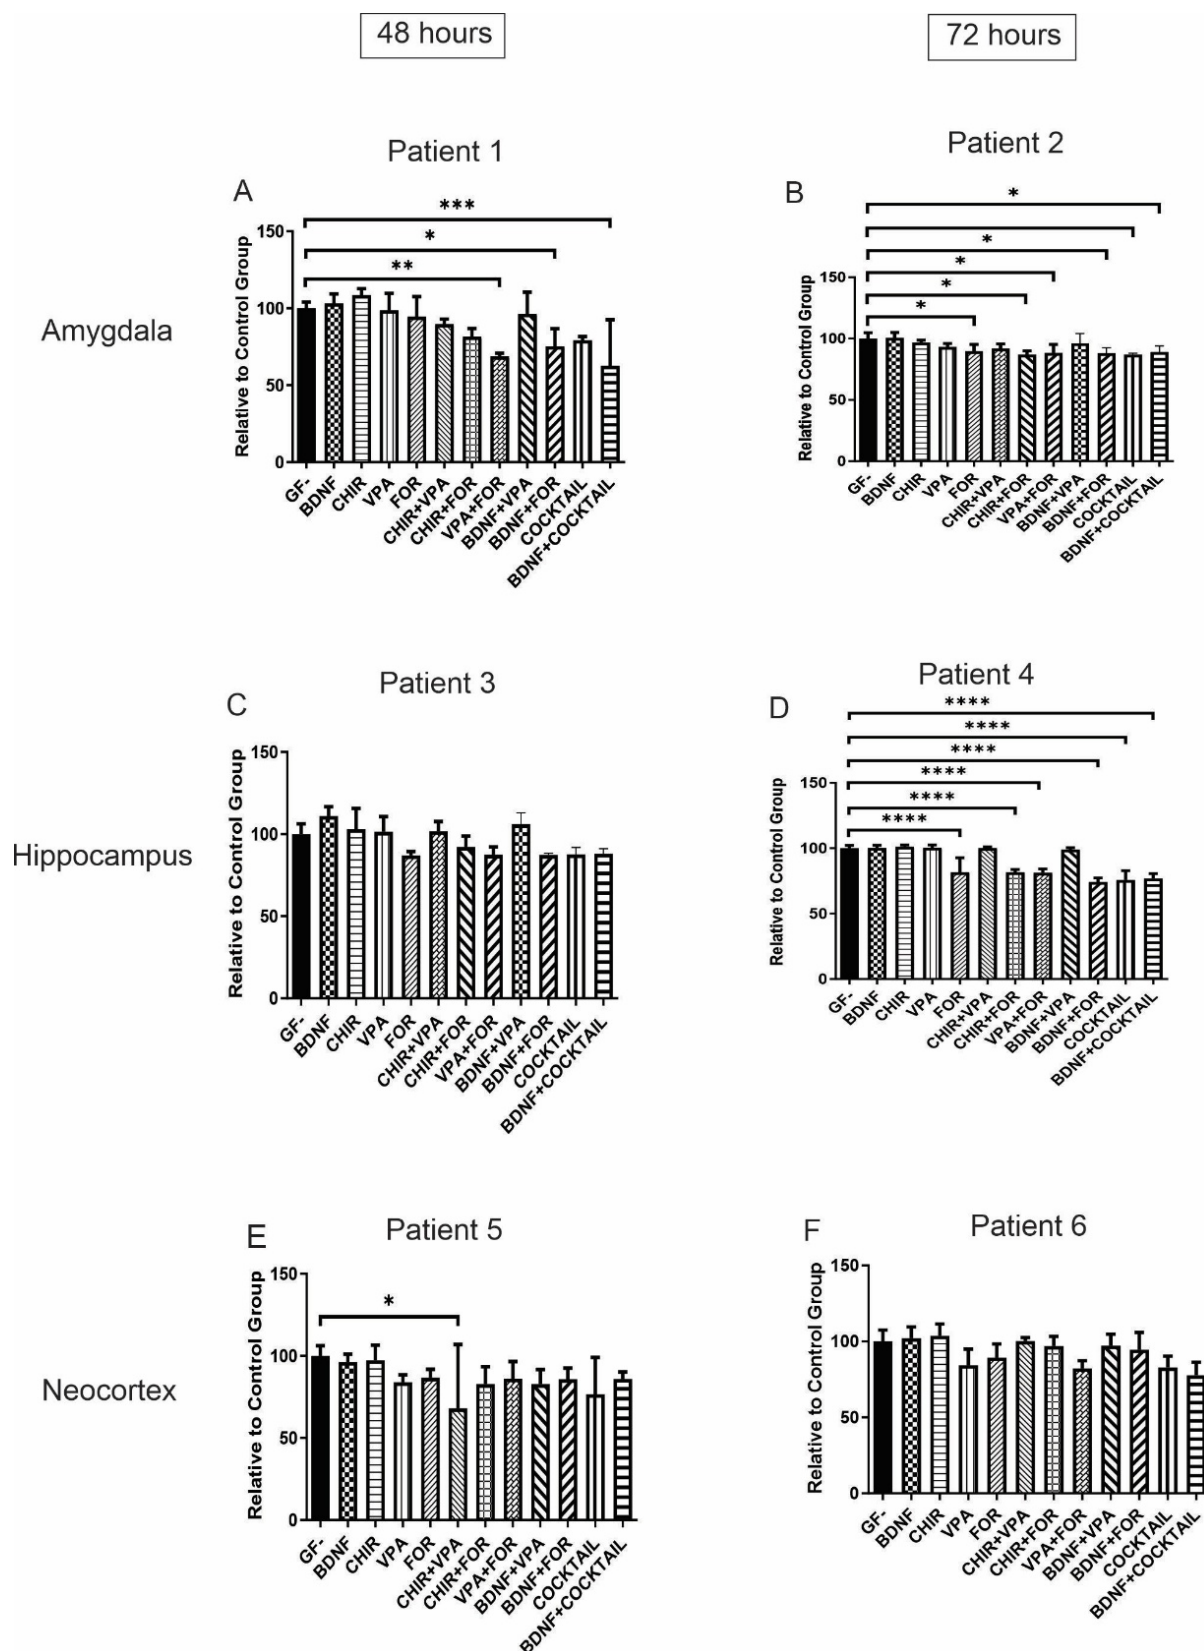 48 hours
72 hours
Patient 1
Patient 2
A
B
***
*
**
*
*
*
*
*
Relative to Control Group
150
100
50
0
Relative to Control Group
150
100
50
0
Amygdala
GF-
BDNF
CHIR
VPA
FOR
CHIR+VPA
CHIR+FOR
VPA+FOR
BDNF+VPA
BDNF+FOR
COCKTAIL
BDNF+COCKTAIL
GF-
BDNF
CHIR
VPA
FOR
CHIR+VPA
CHIR+FOR
VPA+FOR
BDNF+VPA
BDNF+FOR
COCKTAIL
BDNF+COCKTAIL
Patient 3
Patient 4
C
D
****
****
****
****
****
****
Relative to Control Group
150
100
50
0
Relative to Control Group
150
100
50
0
Hippocampus
GF-
BDNF
CHIR
VPA
FOR
CHIR+VPA
CHIR+FOR
VPA+FOR
BDNF+VPA
BDNF+FOR
COCKTAIL
BDNF+COCKTAIL
GF-
BDNF
CHIR
VPA
FOR
CHIR+VPA
CHIR+FOR
VPA+FOR
BDNF+VPA
BDNF+FOR
COCKTAIL
BDNF+COCKTAIL
Patient 5
Patient 6
E
F
*
Relative to Control Group
150
100
50
0
Relative to Control Group
150
100
50
0
Neocortex
GF-
BDNF
CHIR
VPA
FOR
CHIR+VPA
CHIR+FOR
VPA+FOR
BDNF+VPA
BDNF+FOR
COCKTAIL
BDNF+COCKTAIL
GF-
BDNF
CHIR
VPA
FOR
CHIR+VPA
CHIR+FOR
VPA+FOR
BDNF+VPA
BDNF+FOR
COCKTAIL
BDNF+COCKTAIL